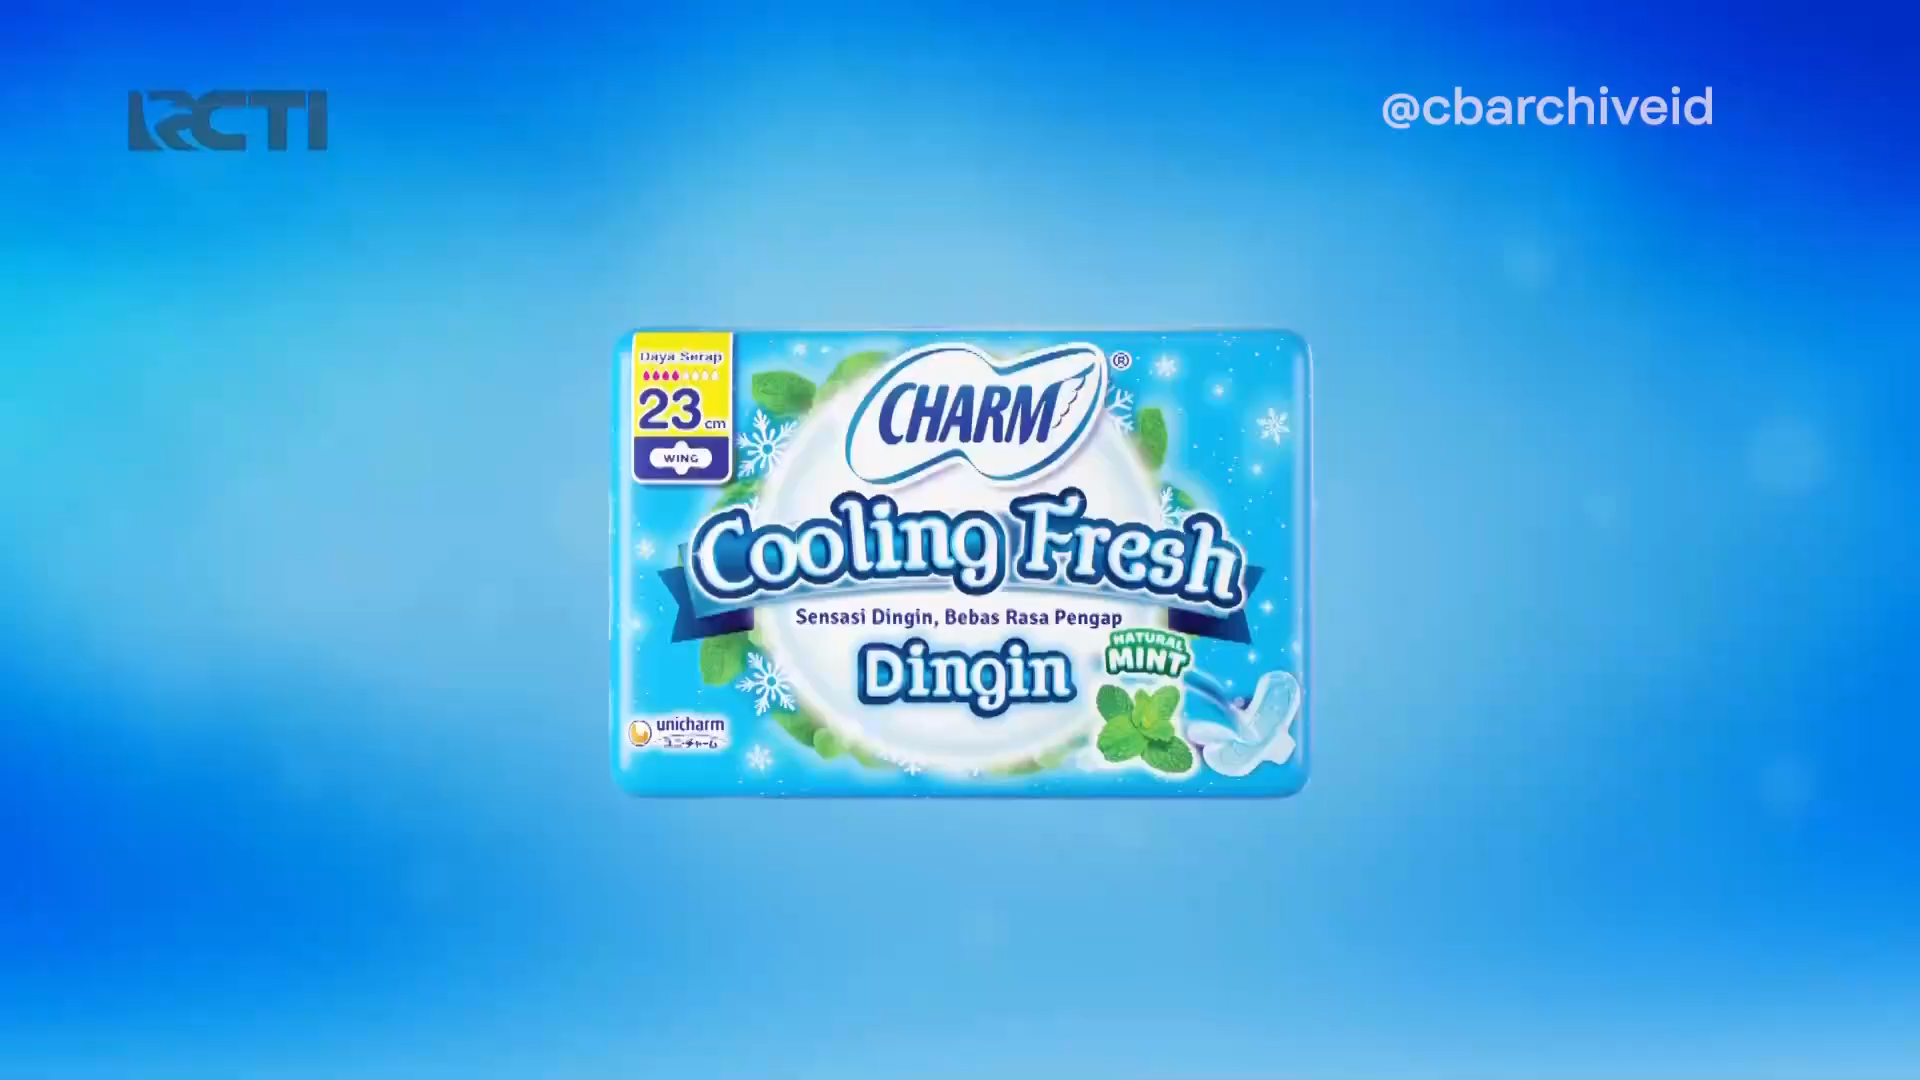 RCTI
@cbarchiveid
Daya Serap
23 cm
WING
CHARM®
Cooling Fresh
Sensasi Dingin, Bebas Rasa Pengap
Dingin
NATURAL
MINT
unicharm
ユニ・チャーム